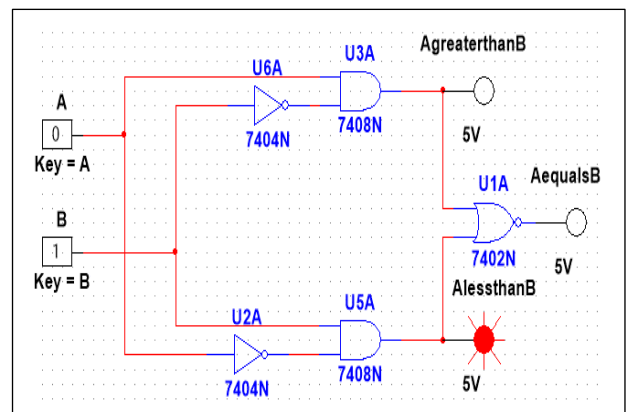 AgreaterthanB
U3A
U6A
A
0
7404N
7408N
5V
Key = A
U1A
AequalsB
B
1
7402N
5V
Key = B
AlessthanB
U5A
U2A
7408N
7404N
5V